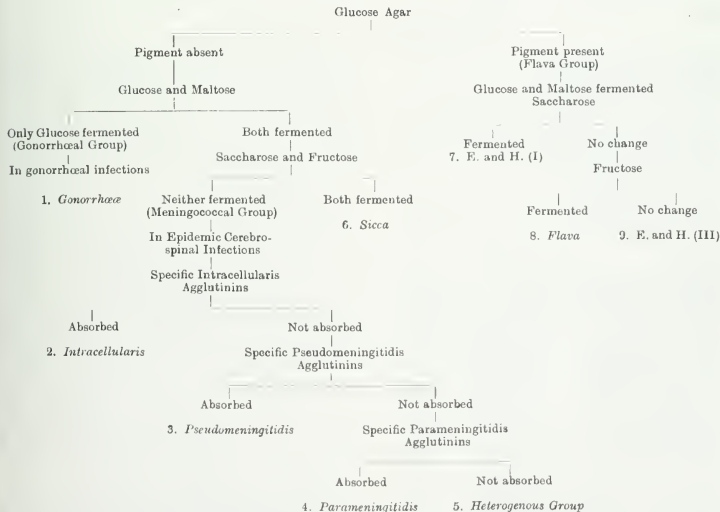 Glucose Agar
Pigment absent
Pigment present
(Flava Group)
Glucose and Maltose
Glucose and Maltose fermented
Saccharose
Only Glucose fermented
(Gonorrhœal Group)
Both fermented
Fermented
7. E. and H. (I)
No change
In gonorrhœal infections
Saccharose and Fructose
Fructose
1. Gonorrhœæ
Neither fermented
(Meningococcal Group)
Both fermented
6. Sicca
Fermented
8. Flava
No change
9. E. and H. (III)
In Epidemic Cerebro-
spinal Infections
Specific Intracellularis
Agglutinins
Absorbed
2. Intracellularis
Not absorbed
Specific Pseudomeningitidis
Agglutinins
Absorbed
3. Pseudomeningitidis
Not absorbed
Specific Parameningitidis
Agglutinins
Absorbed
4. Parameningitidis
Not absorbed
5. Heterogenous Group